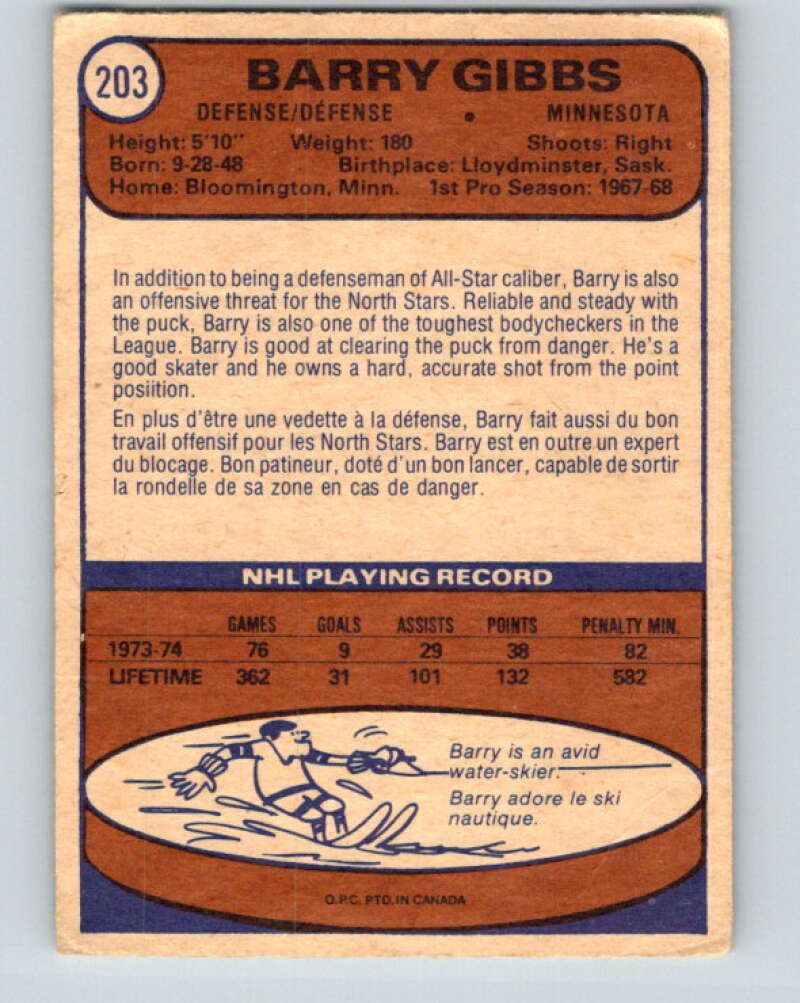 203
BARRY GIBBS
DEFENSE/DÉFENSE • MINNESOTA
Height: 5'10" Weight: 180 Shoots: Right
Born: 9-28-48 Birthplace: Lloydminster, Sask.
Home: Bloomington, Minn. 1st Pro Season: 1967-68
In addition to being a defenseman of All-Star caliber, Barry is also
an offensive threat for the North Stars. Reliable and steady with
the puck, Barry is also one of the toughest bodycheckers in the
League. Barry is good at clearing the puck from danger. He's a
good skater and he owns a hard, accurate shot from the point
posiition.
En plus d'être une vedette à la défense, Barry fait aussi du bon
travail offensif pour les North Stars. Barry est en outre un expert
du blocage. Bon patineur, doté d'un bon lancer, capable de sortir
la rondelle de sa zone en cas de danger.
NHL PLAYING RECORD
GAMES GOALS ASSISTS POINTS PENALTY MIN.
1973-74 76 9 29 38 82
LIFETIME 362 31 101 132 582
Barry is an avid
water-skier.
Barry adore le ski
nautique.
O.P.C. PTD. IN CANADA